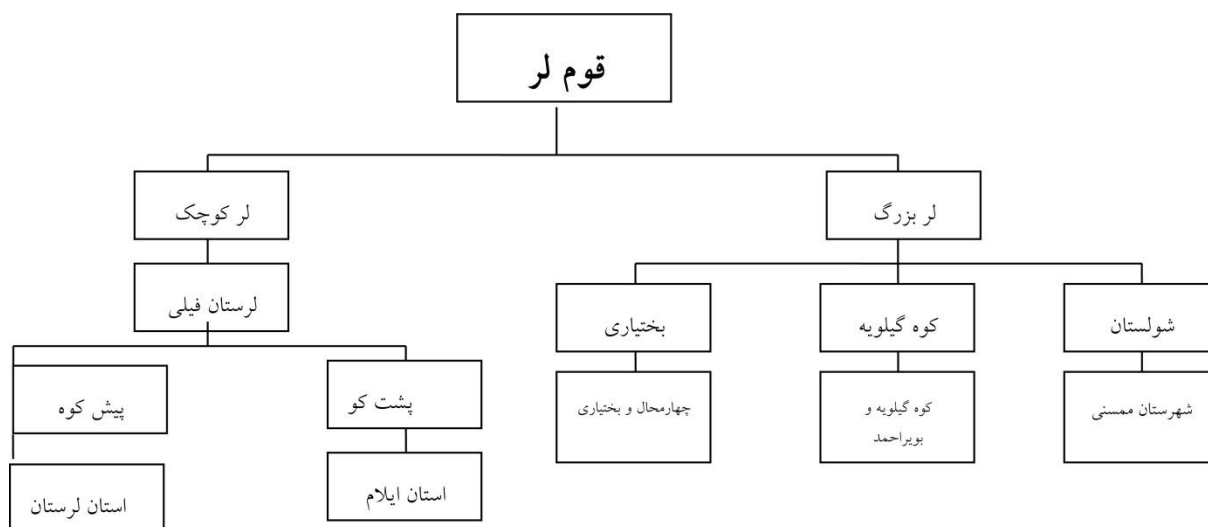 قوم لر
لر بزرگ
لر کوچک
شولستان
کوه گیلویه
بختیاری
لرستان فیلی
شهرستان ممسنی
کوه گیلویه و
بویراحمد
چهارمحال و بختیاری
پشت کو
پیش کوه
استان ایلام
استان لرستان